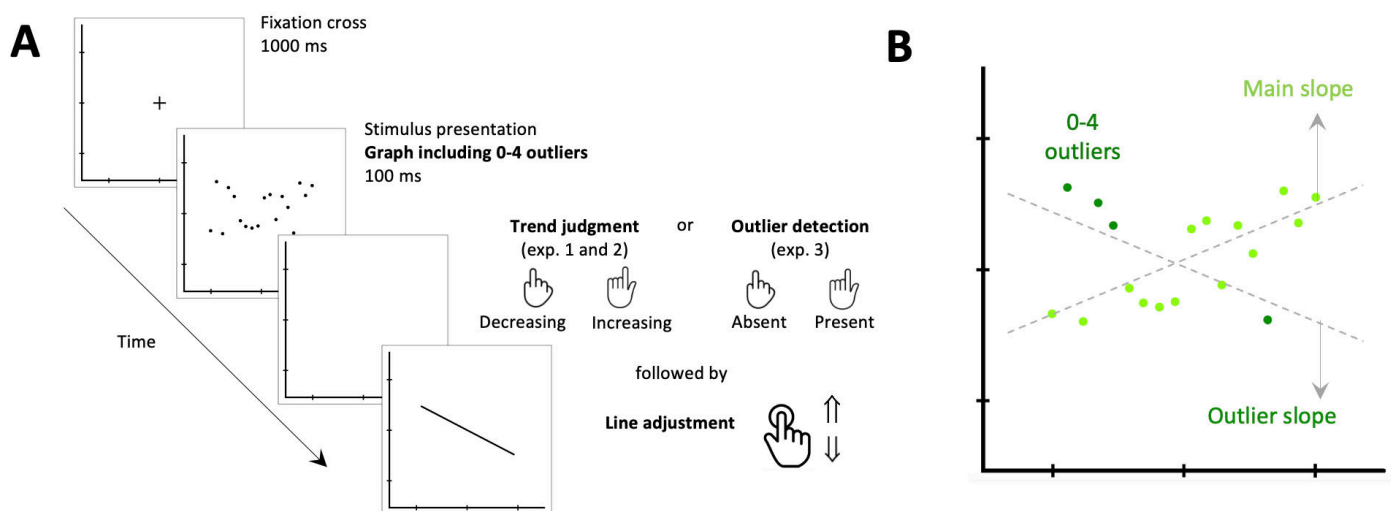 A
Fixation cross
1000 ms
Stimulus presentation
Graph including 0-4 outliers
100 ms
Trend judgment or Outlier detection
(exp. 1 and 2) (exp. 3)
Decreasing Increasing Absent Present
Time
followed by
Line adjustment
B
Main slope
0-4
outliers
Outlier slope